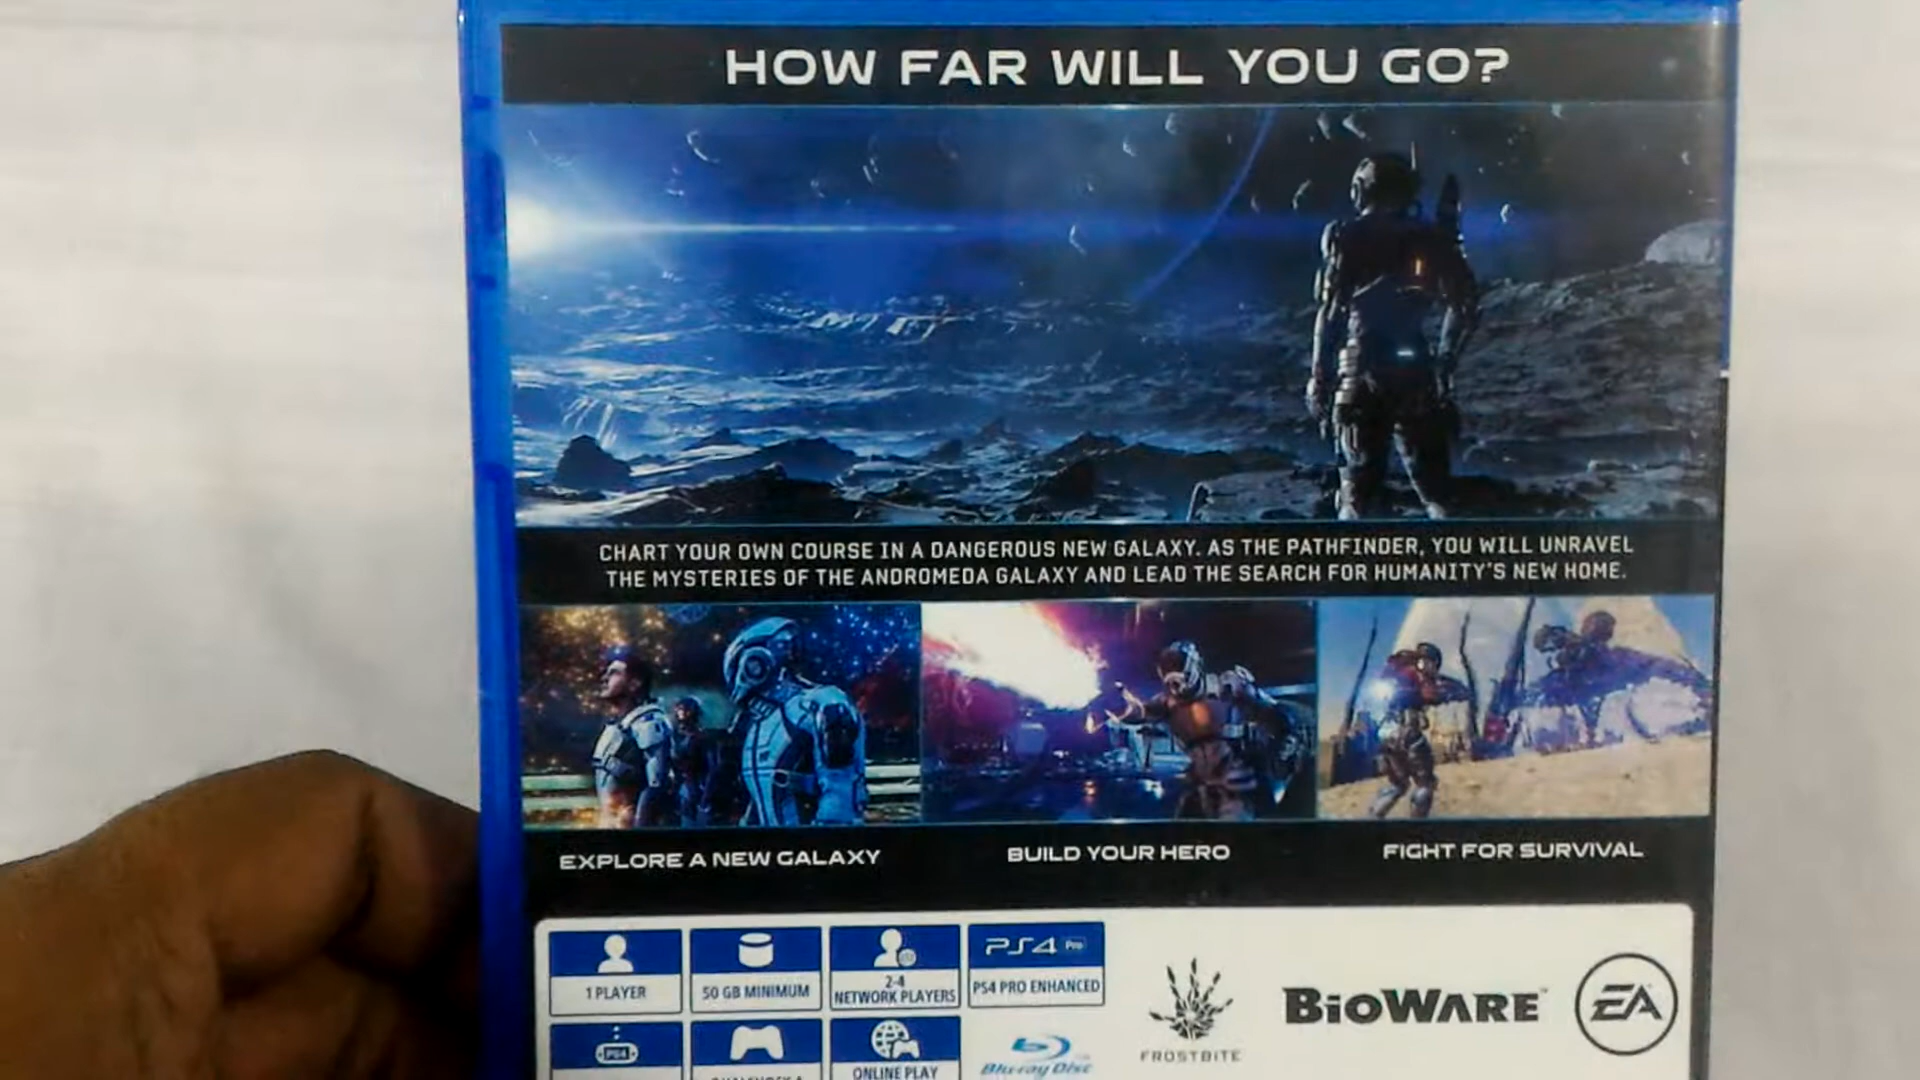 HOW FAR WILL YOU GO?
CHART YOUR OWN COURSE IN A DANGEROUS NEW GALAXY. AS THE PATHFINDER, YOU WILL UNRAVEL
THE MYSTERIES OF THE ANDROMEDA GALAXY AND LEAD THE SEARCH FOR HUMANITY'S NEW HOME.
EXPLORE A NEW GALAXY
BUILD YOUR HERO
FIGHT FOR SURVIVAL
1 PLAYER
50 GB MINIMUM
2-4
NETWORK PLAYERS
PS4 Pro
PS4 PRO ENHANCED
FROSTBITE
BIOWARE™
EA
PS4
ONLINE PLAY
Blu-ray Disc